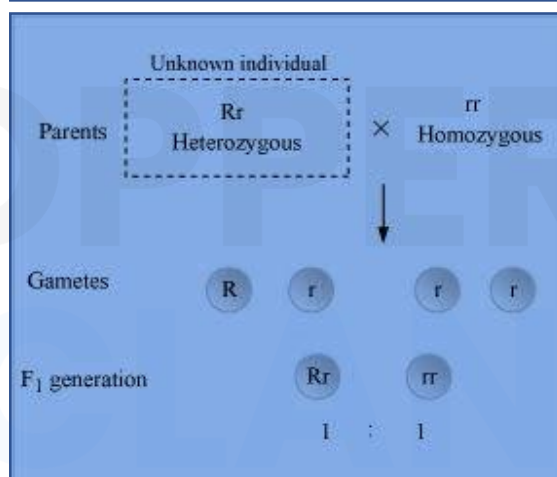 Unknown individual
Parents Rr × rr
Heterozygous Homozygous
Gametes R r r r
F₁ generation Rr rr
1 : 1